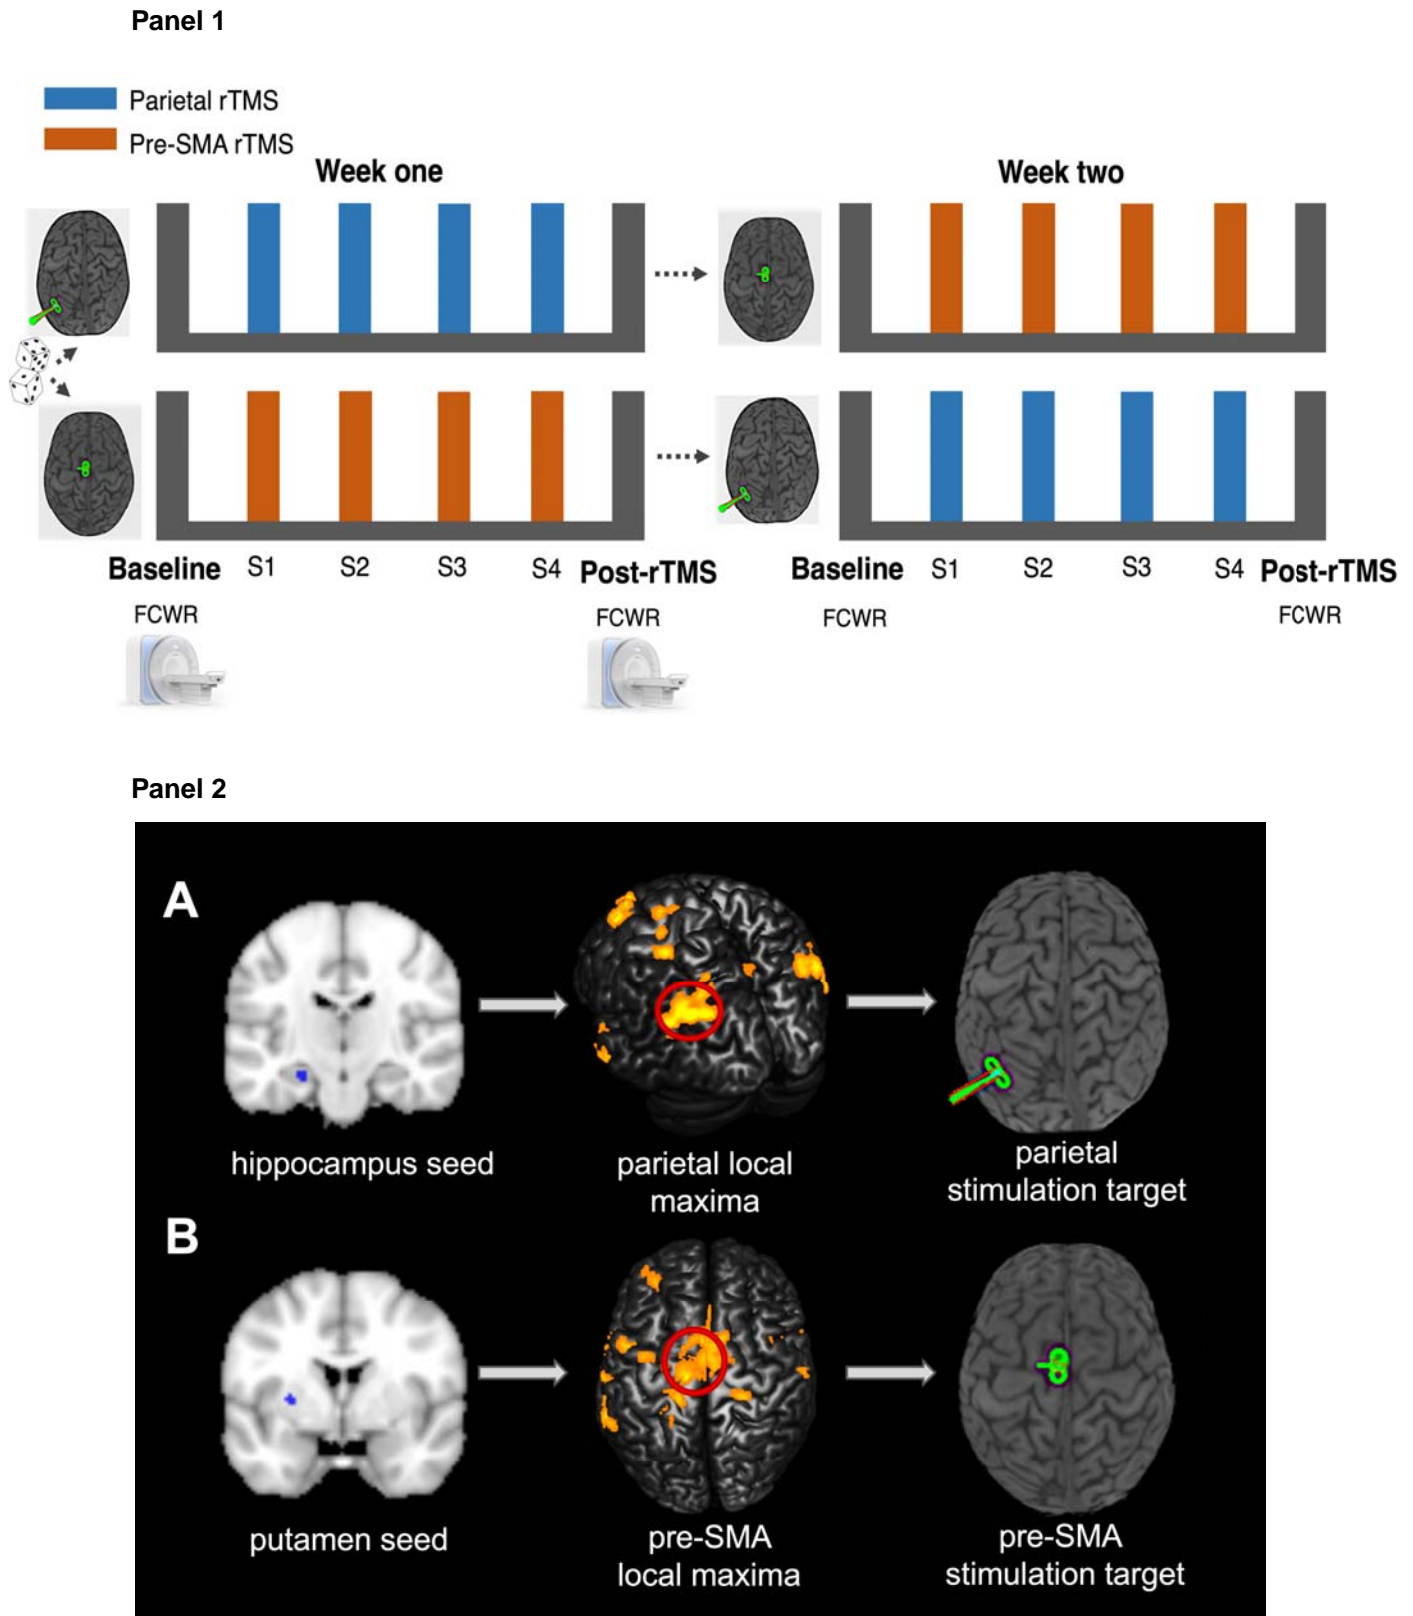 Panel 1
Parietal rTMS
Pre-SMA rTMS
Week one
Week two
Baseline S1 S2 S3 S4 Post-rTMS Baseline S1 S2 S3 S4 Post-rTMS
FCWR FCWR FCWR FCWR
Panel 2
A
hippocampus seed
parietal local
maxima
parietal
stimulation target
B
putamen seed
pre-SMA
local maxima
pre-SMA
stimulation target